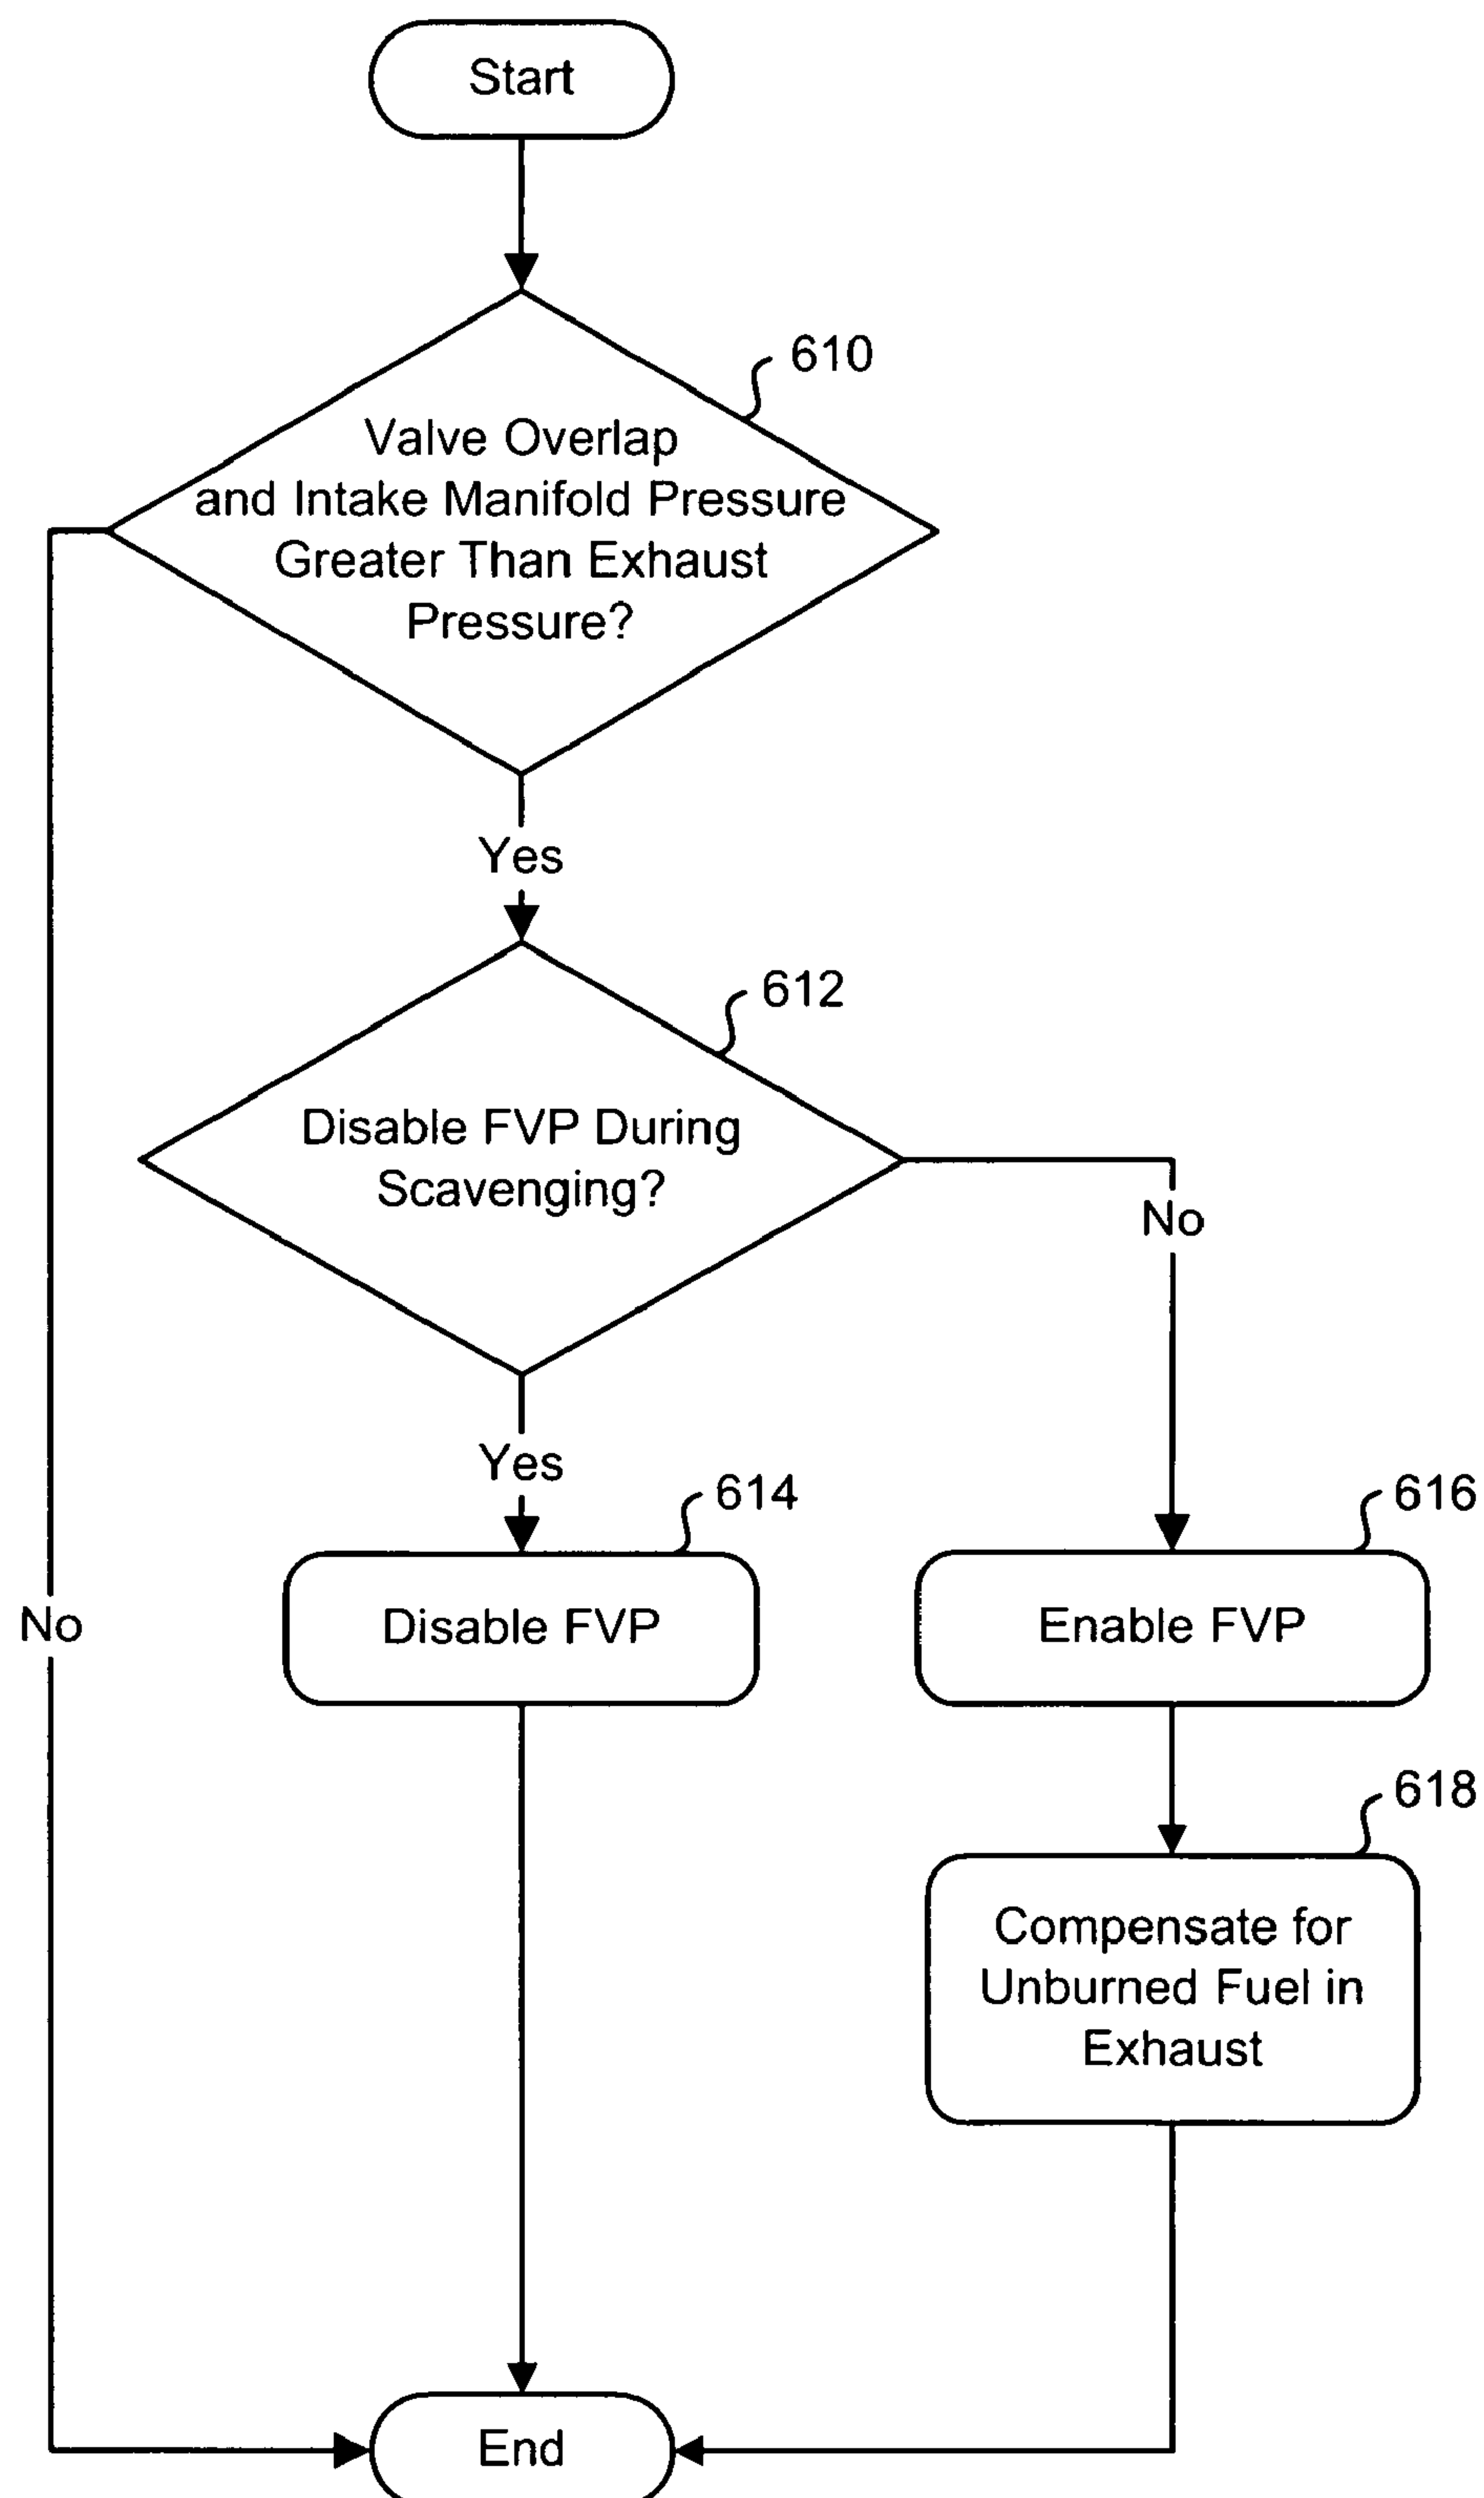 Start
610
Valve Overlap
and Intake Manifold Pressure
Greater Than Exhaust
Pressure?
Yes
612
Disable FVP During
Scavenging?
No
Yes
614
616
No
Disable FVP
Enable FVP
618
Compensate for
Unburned Fuel in
Exhaust
End